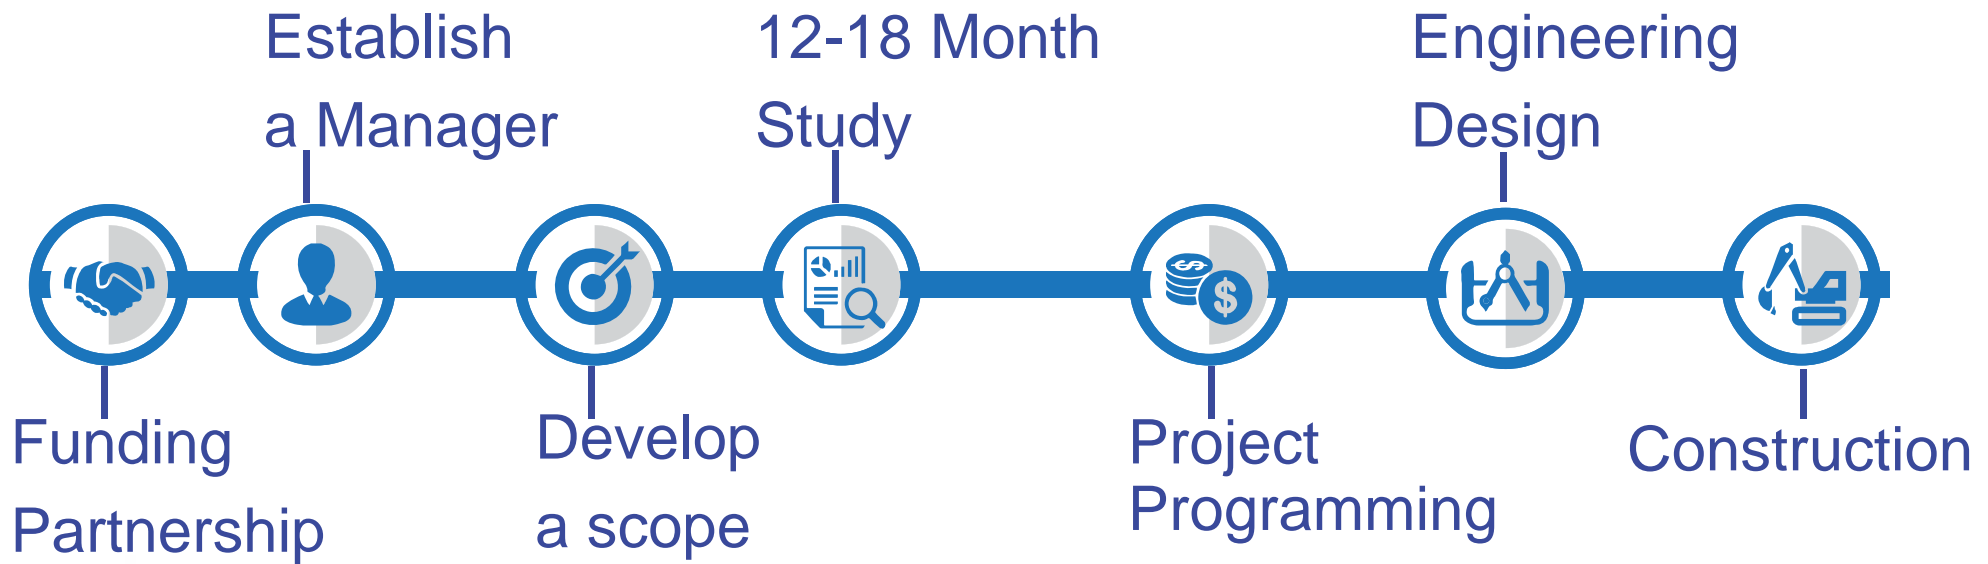 Funding
Partnership
Establish
a Manager
Develop
a scope
12-18 Month
Study
Project
Programming
Engineering
Design
Construction